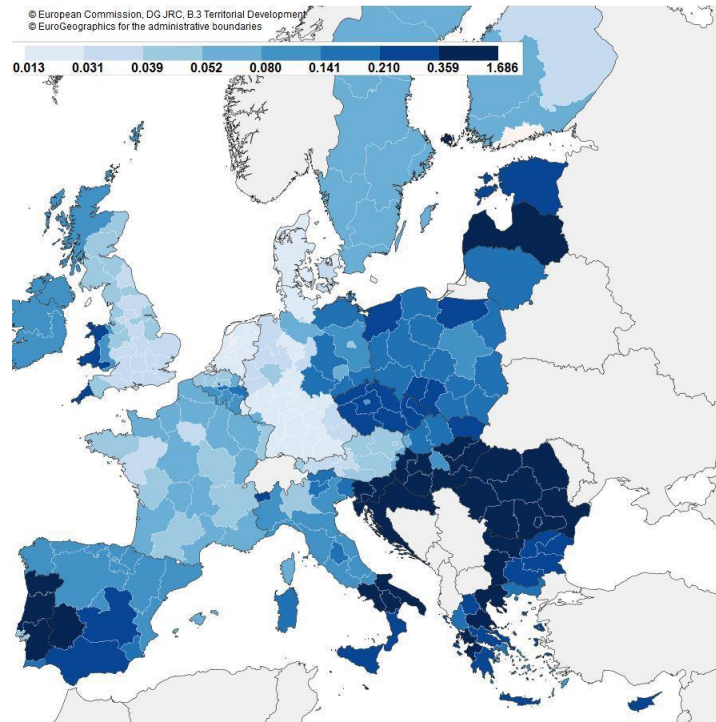 © European Commission, DG JRC, B.3 Territorial Development
© EuroGeographics for the administrative boundaries
0.013 0.031 0.039 0.052 0.080 0.141 0.210 0.359 1.686